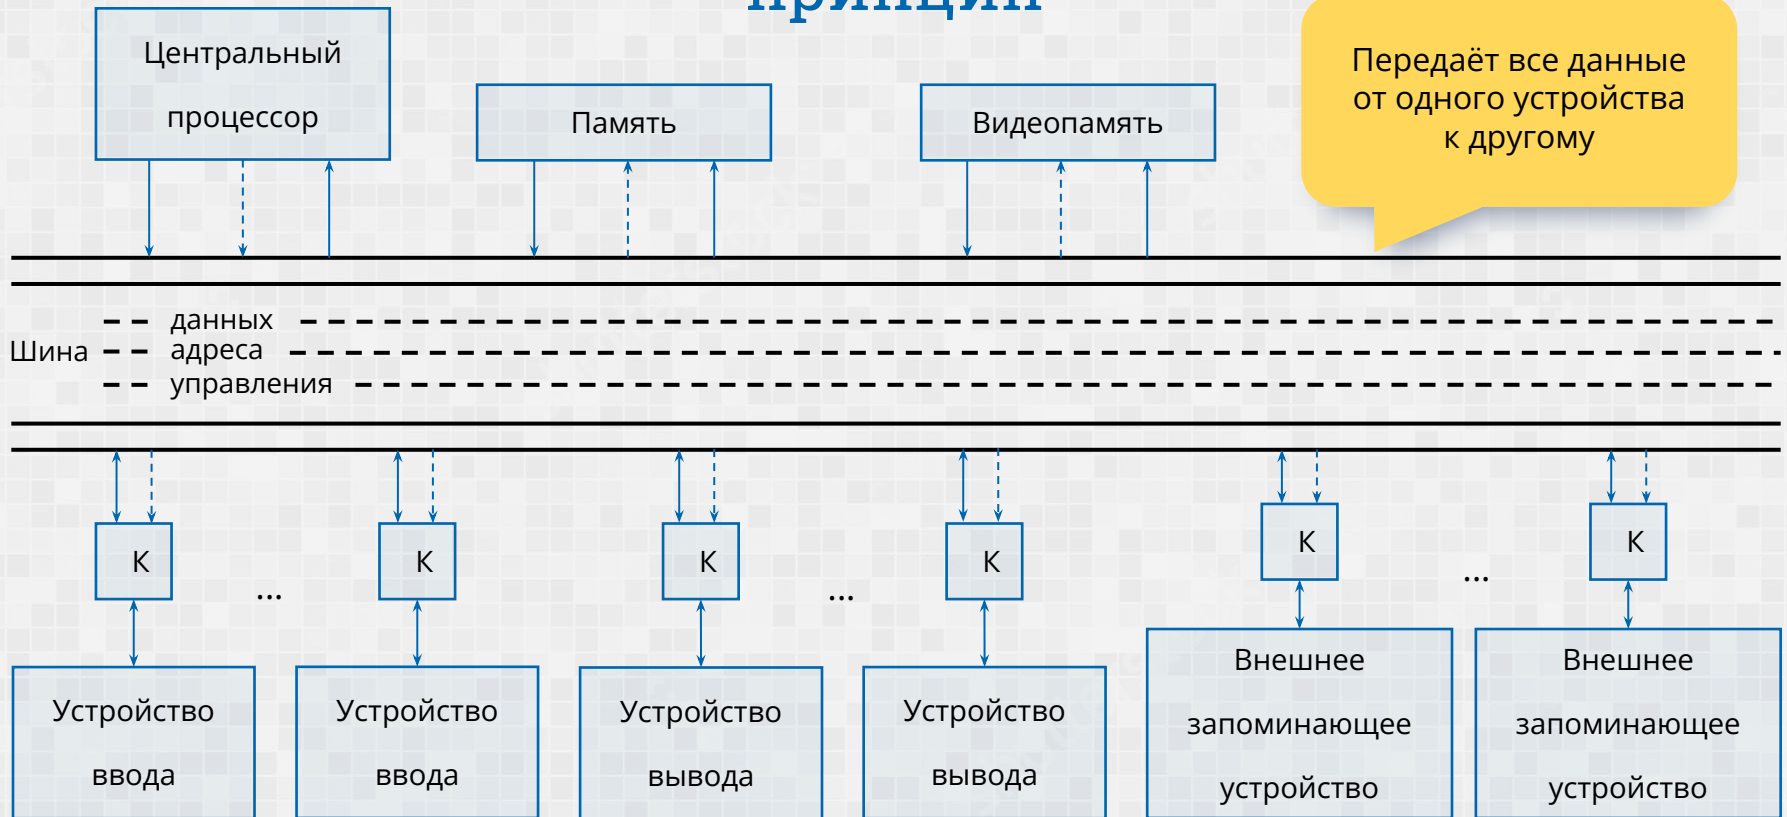 принцип
Центральный
процессор
Память
Видеопамять
Передаёт все данные
от одного устройства
к другому
Шина
данных
адреса
управления
К
...
К
К
...
К
К
...
К
Устройство
ввода
Устройство
ввода
Устройство
вывода
Устройство
вывода
Внешнее
запоминающее
устройство
Внешнее
запоминающее
устройство